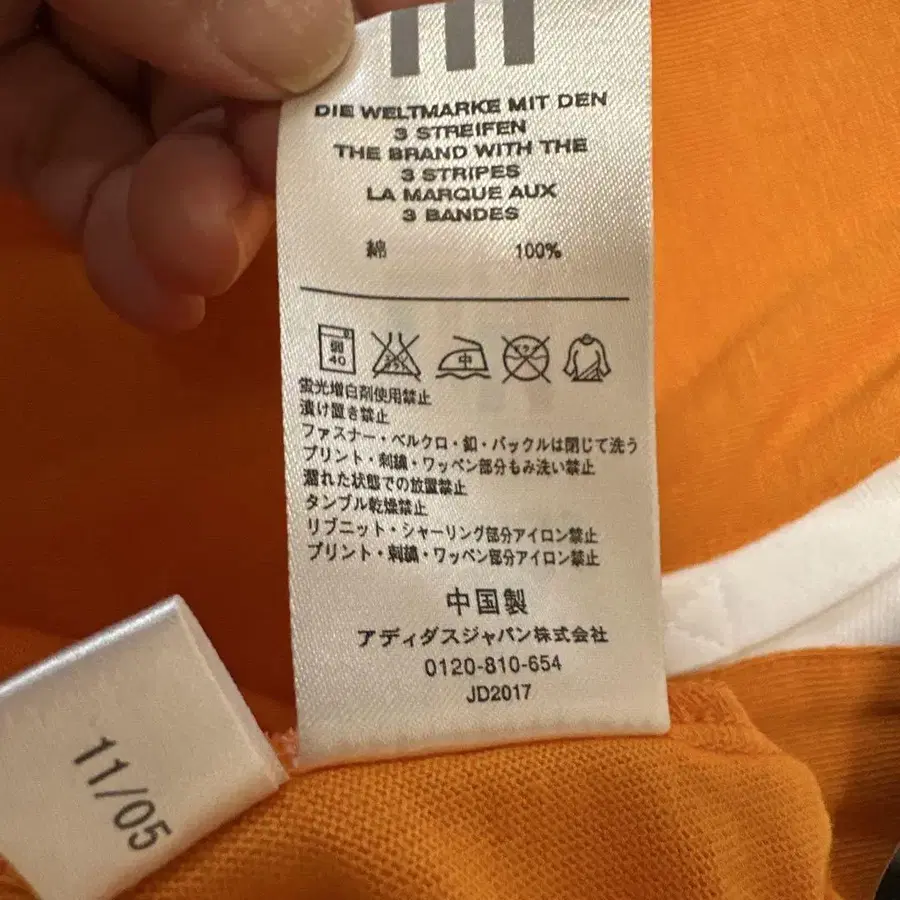 DIE WELTMARKE MIT DEN
3 STREIFEN
THE BRAND WITH THE
3 STRIPES
LA MARQUE AUX
3 BANDES
綿 100%
弱
40
中
蛍光増白剤使用禁止
漬け置き禁止
ファスナー・ベルクロ・釦・バックルは閉じて洗う
プリント・刺繍・ワッペン部分もみ洗い禁止
濡れた状態での放置禁止
タンブル乾燥禁止
リブニット・シャーリング部分アイロン禁止
プリント・刺繍・ワッペン部分アイロン禁止
中国製
アディダスジャパン株式会社
0120-810-654
JD2017
11/05